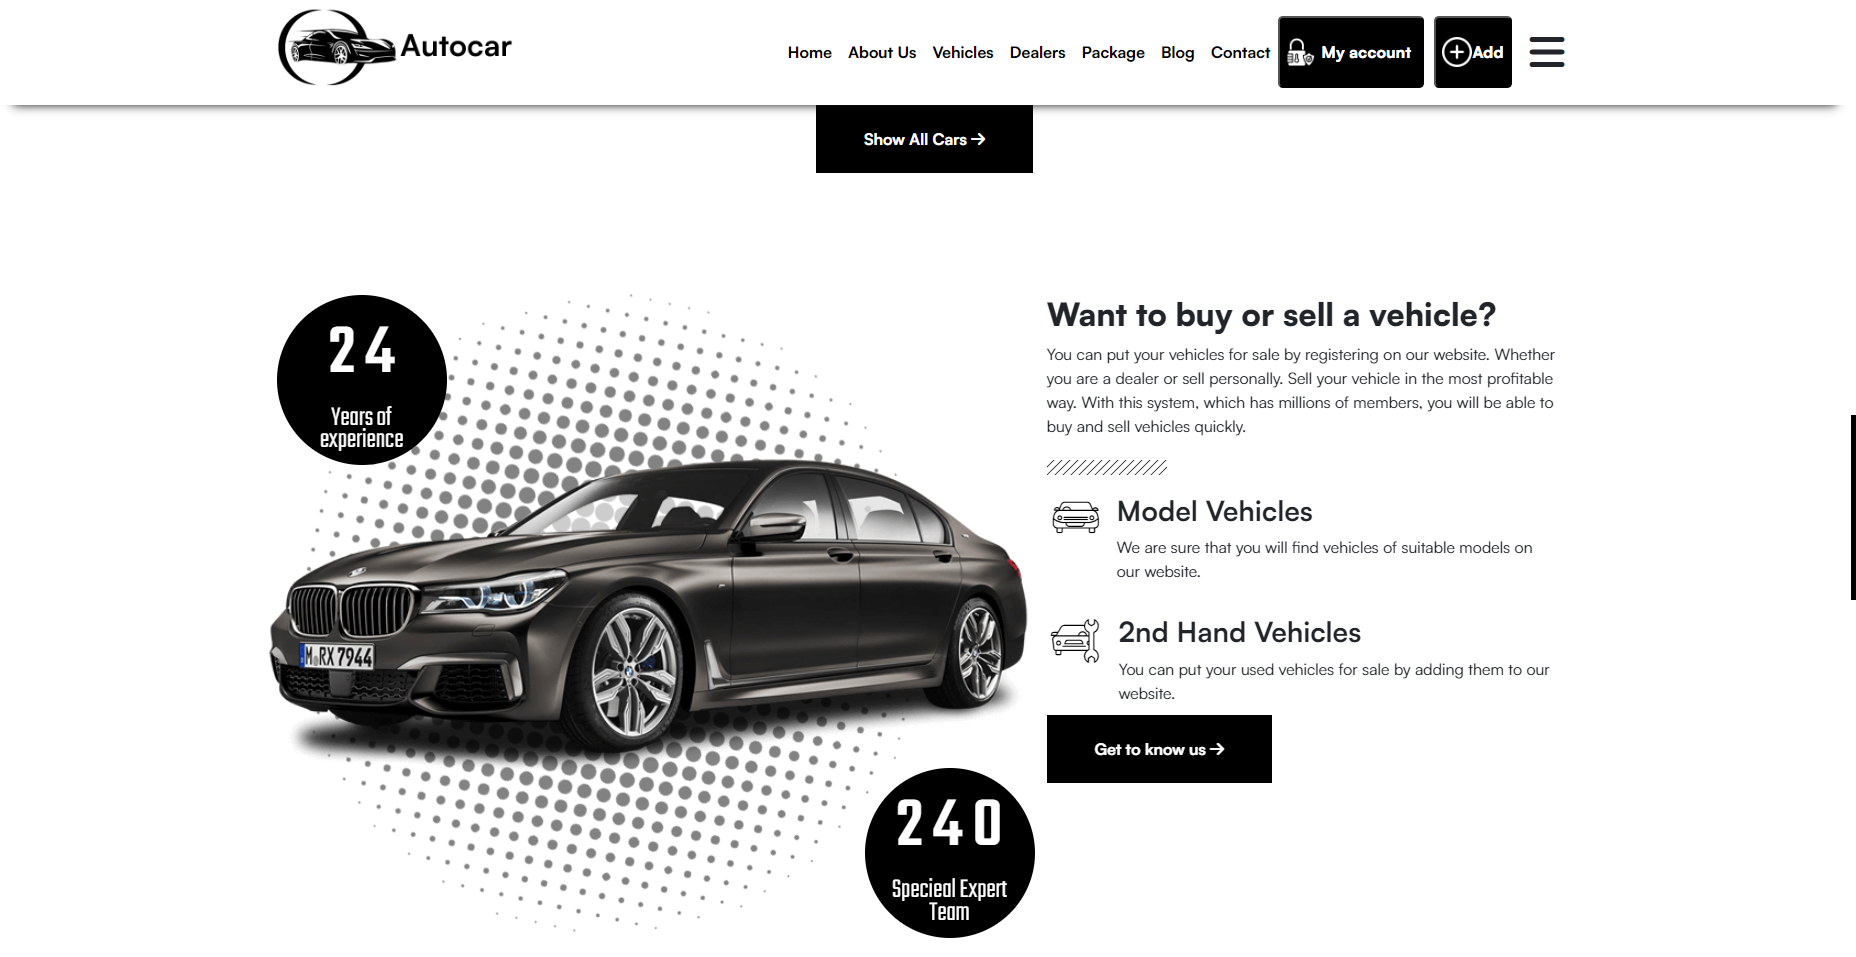 Autocar
Home About Us Vehicles Dealers Package Blog Contact My account Add
Show All Cars
24
Years of
experience
Want to buy or sell a vehicle?
You can put your vehicles for sale by registering on our website. Whether
you are a dealer or sell personally. Sell your vehicle in the most profitable
way. With this system, which has millions of members, you will be able to
buy and sell vehicles quickly.
Model Vehicles
We are sure that you will find vehicles of suitable models on
our website.
2nd Hand Vehicles
You can put your used vehicles for sale by adding them to our
website.
Get to know us
M RX 7944
240
Specieal Expert
Team